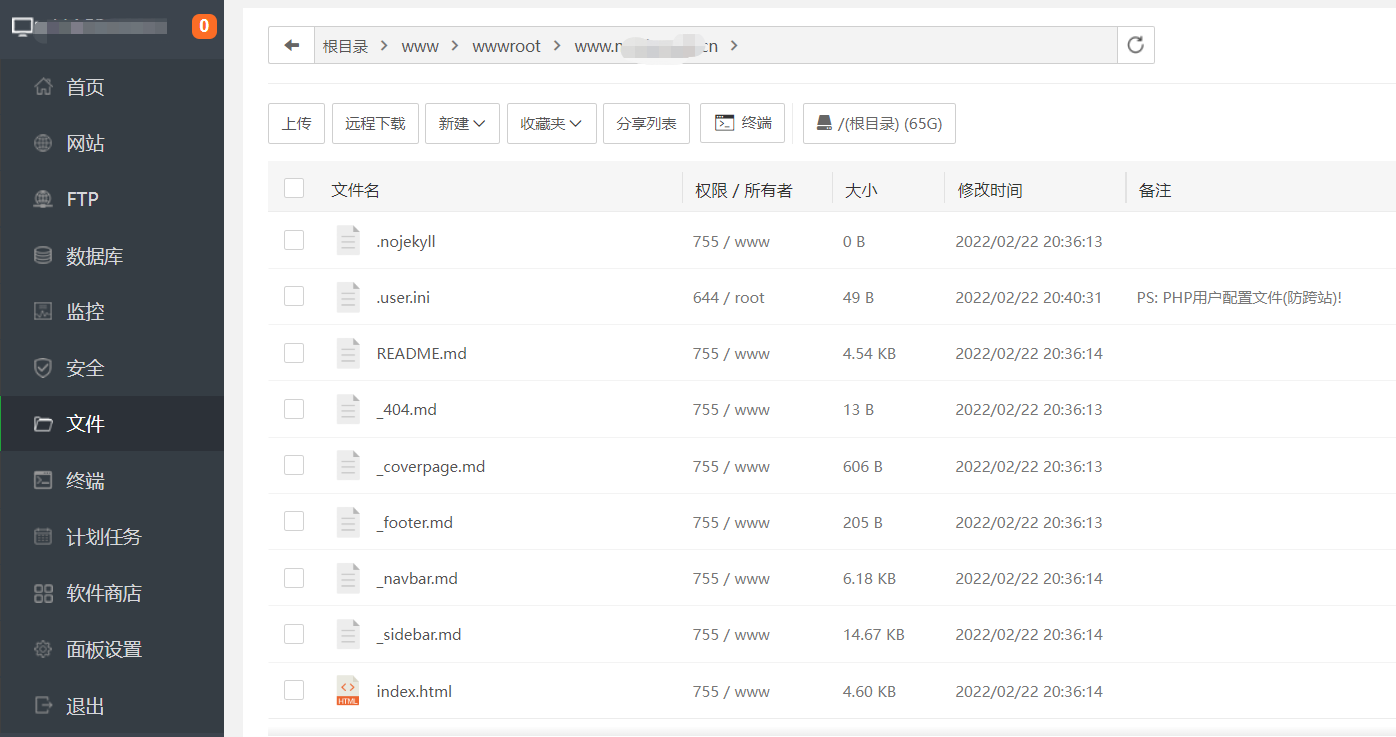 0
首页
网站
FTP
数据库
监控
安全
文件
终端
计划任务
软件商店
面板设置
退出
根目录 > www > wwwroot > www.n cn >
上传 远程下载 新建 收藏夹 分享列表 终端 /(根目录) (65G)
文件名 权限 / 所有者 大小 修改时间 备注
.nojekyll 755 / www 0 B 2022/02/22 20:36:13
.user.ini 644 / root 49 B 2022/02/22 20:40:31 PS: PHP用户配置文件(防跨站)!
README.md 755 / www 4.54 KB 2022/02/22 20:36:14
_404.md 755 / www 13 B 2022/02/22 20:36:13
_coverpage.md 755 / www 606 B 2022/02/22 20:36:13
_footer.md 755 / www 205 B 2022/02/22 20:36:13
_navbar.md 755 / www 6.18 KB 2022/02/22 20:36:14
_sidebar.md 755 / www 14.67 KB 2022/02/22 20:36:14
HTML index.html 755 / www 4.60 KB 2022/02/22 20:36:14